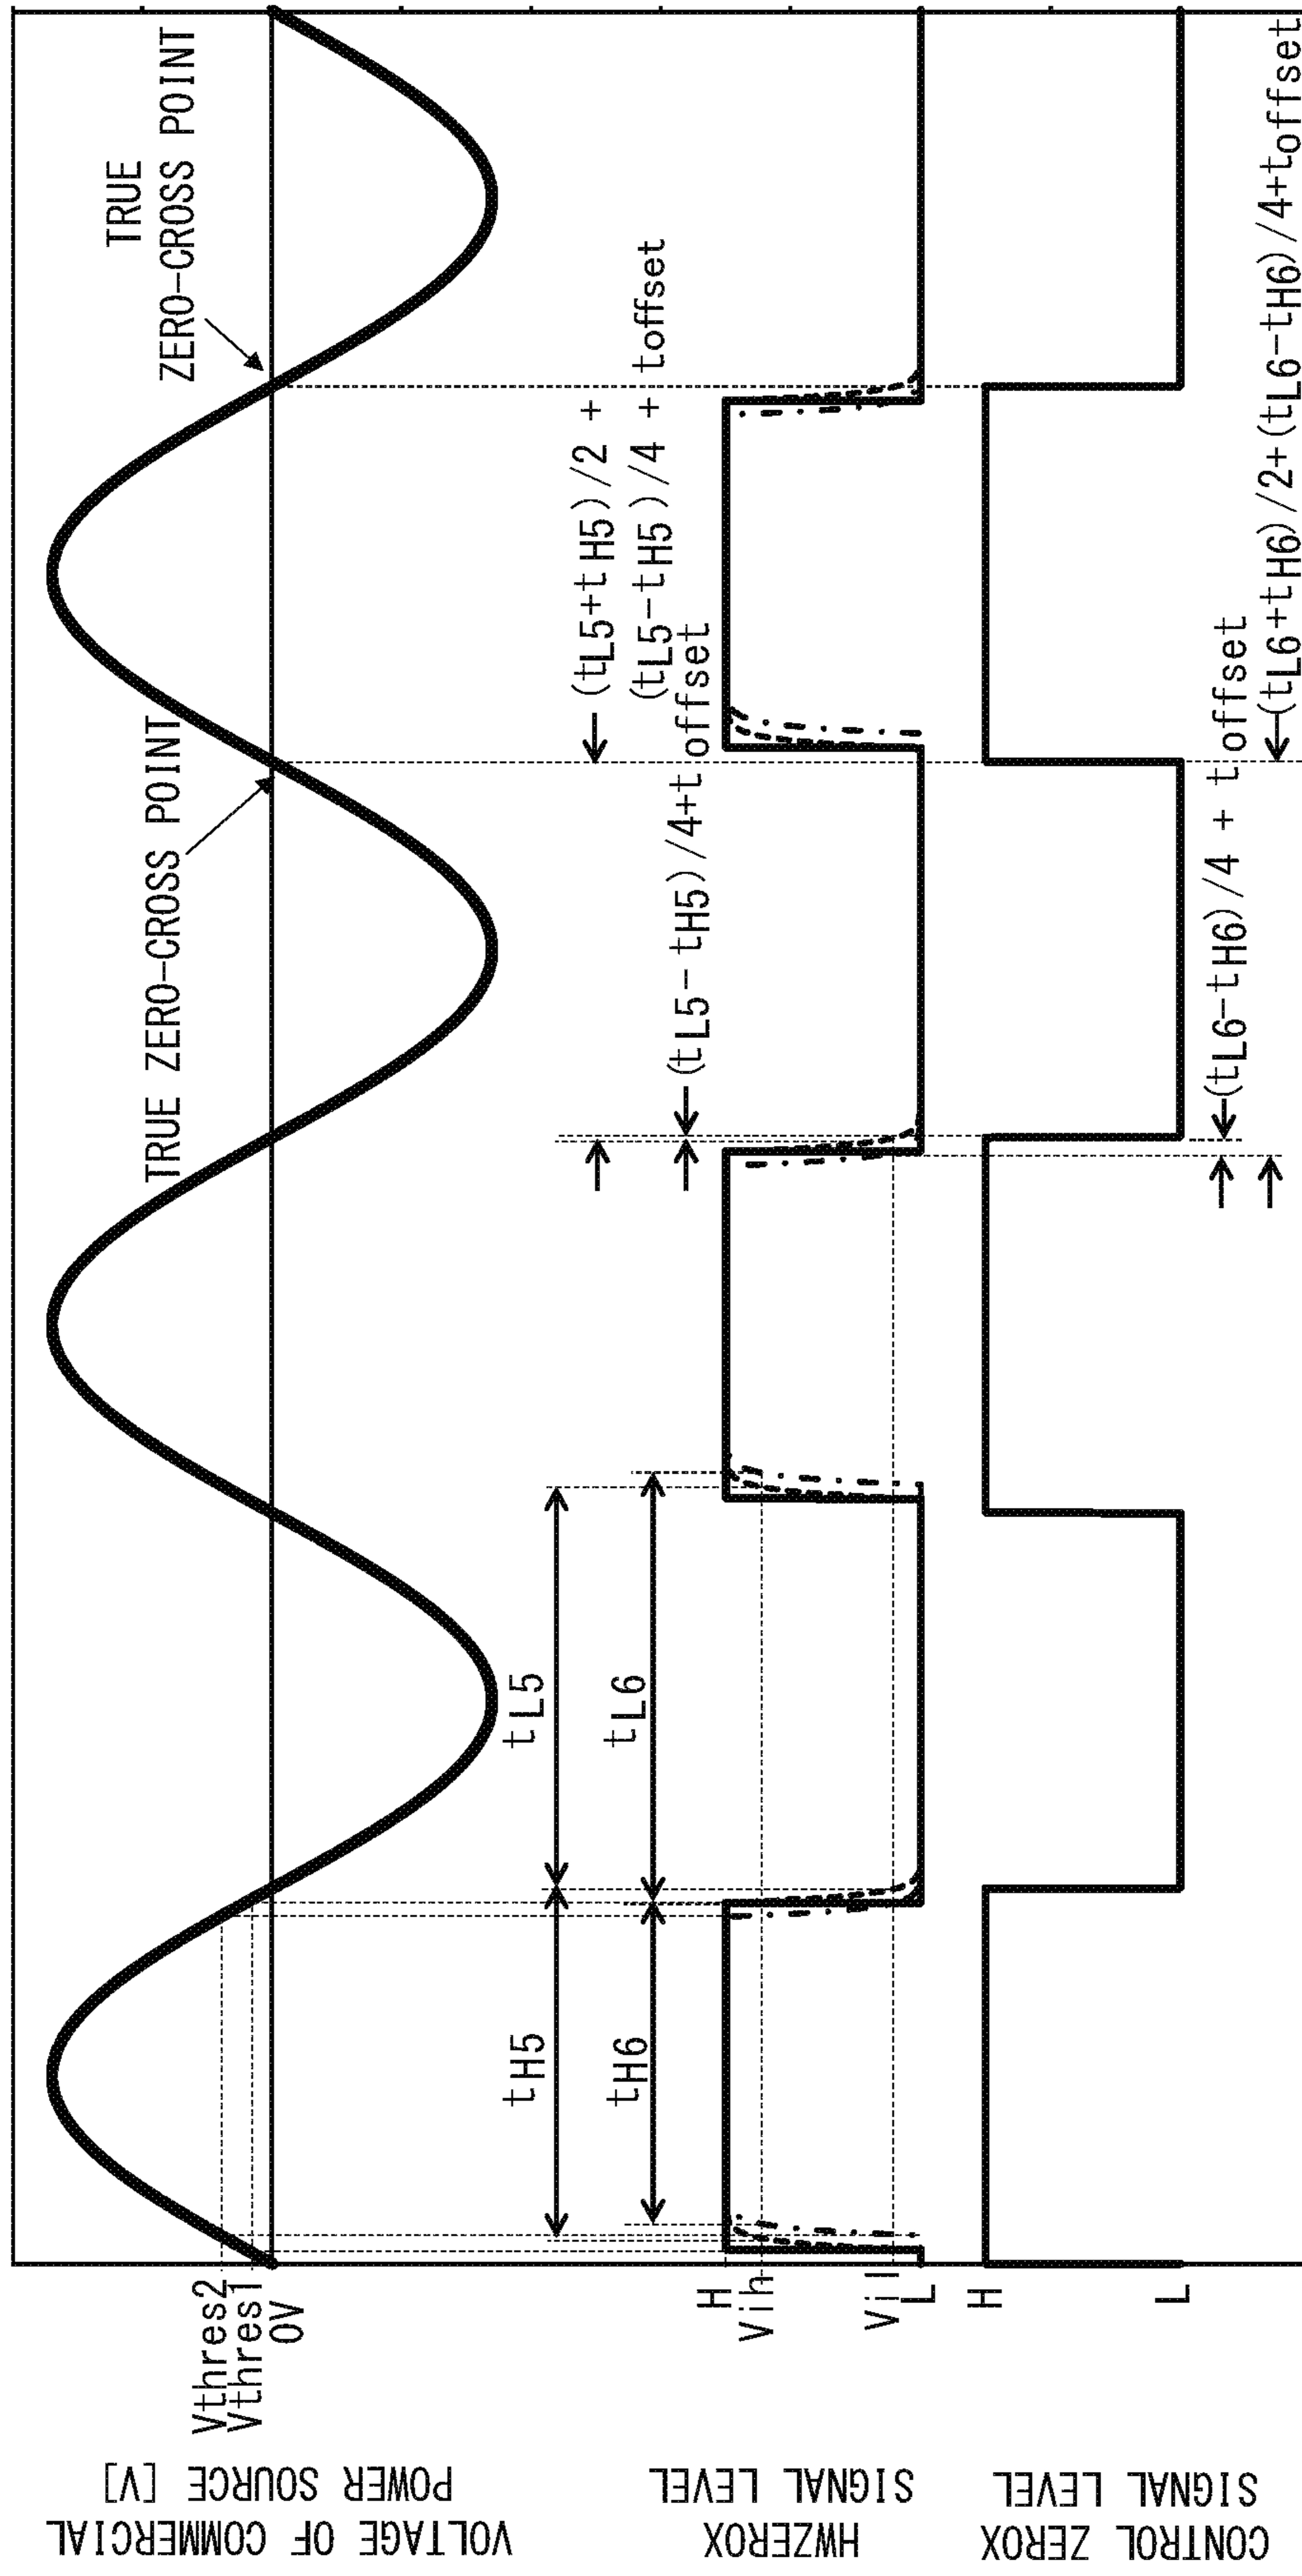 VOLTAGE OF COMMERCIAL
POWER SOURCE [V]
Vthres2
Vthres1
0V
TRUE ZERO-CROSS POINT
TRUE
ZERO-CROSS POINT
HWZEROX
SIGNAL LEVEL
H
Vih
Vil
L
tH5
tL5
tH6
tL6
(tL5-tH5)/4+toffset
(tL5+tH5)/2 +
(tL5-tH5)/4 + toffset
CONTROL ZEROX
SIGNAL LEVEL
H
L
(tL6-tH6)/4 + toffset
(tL6+tH6)/2+(tL6-tH6)/4+toffset